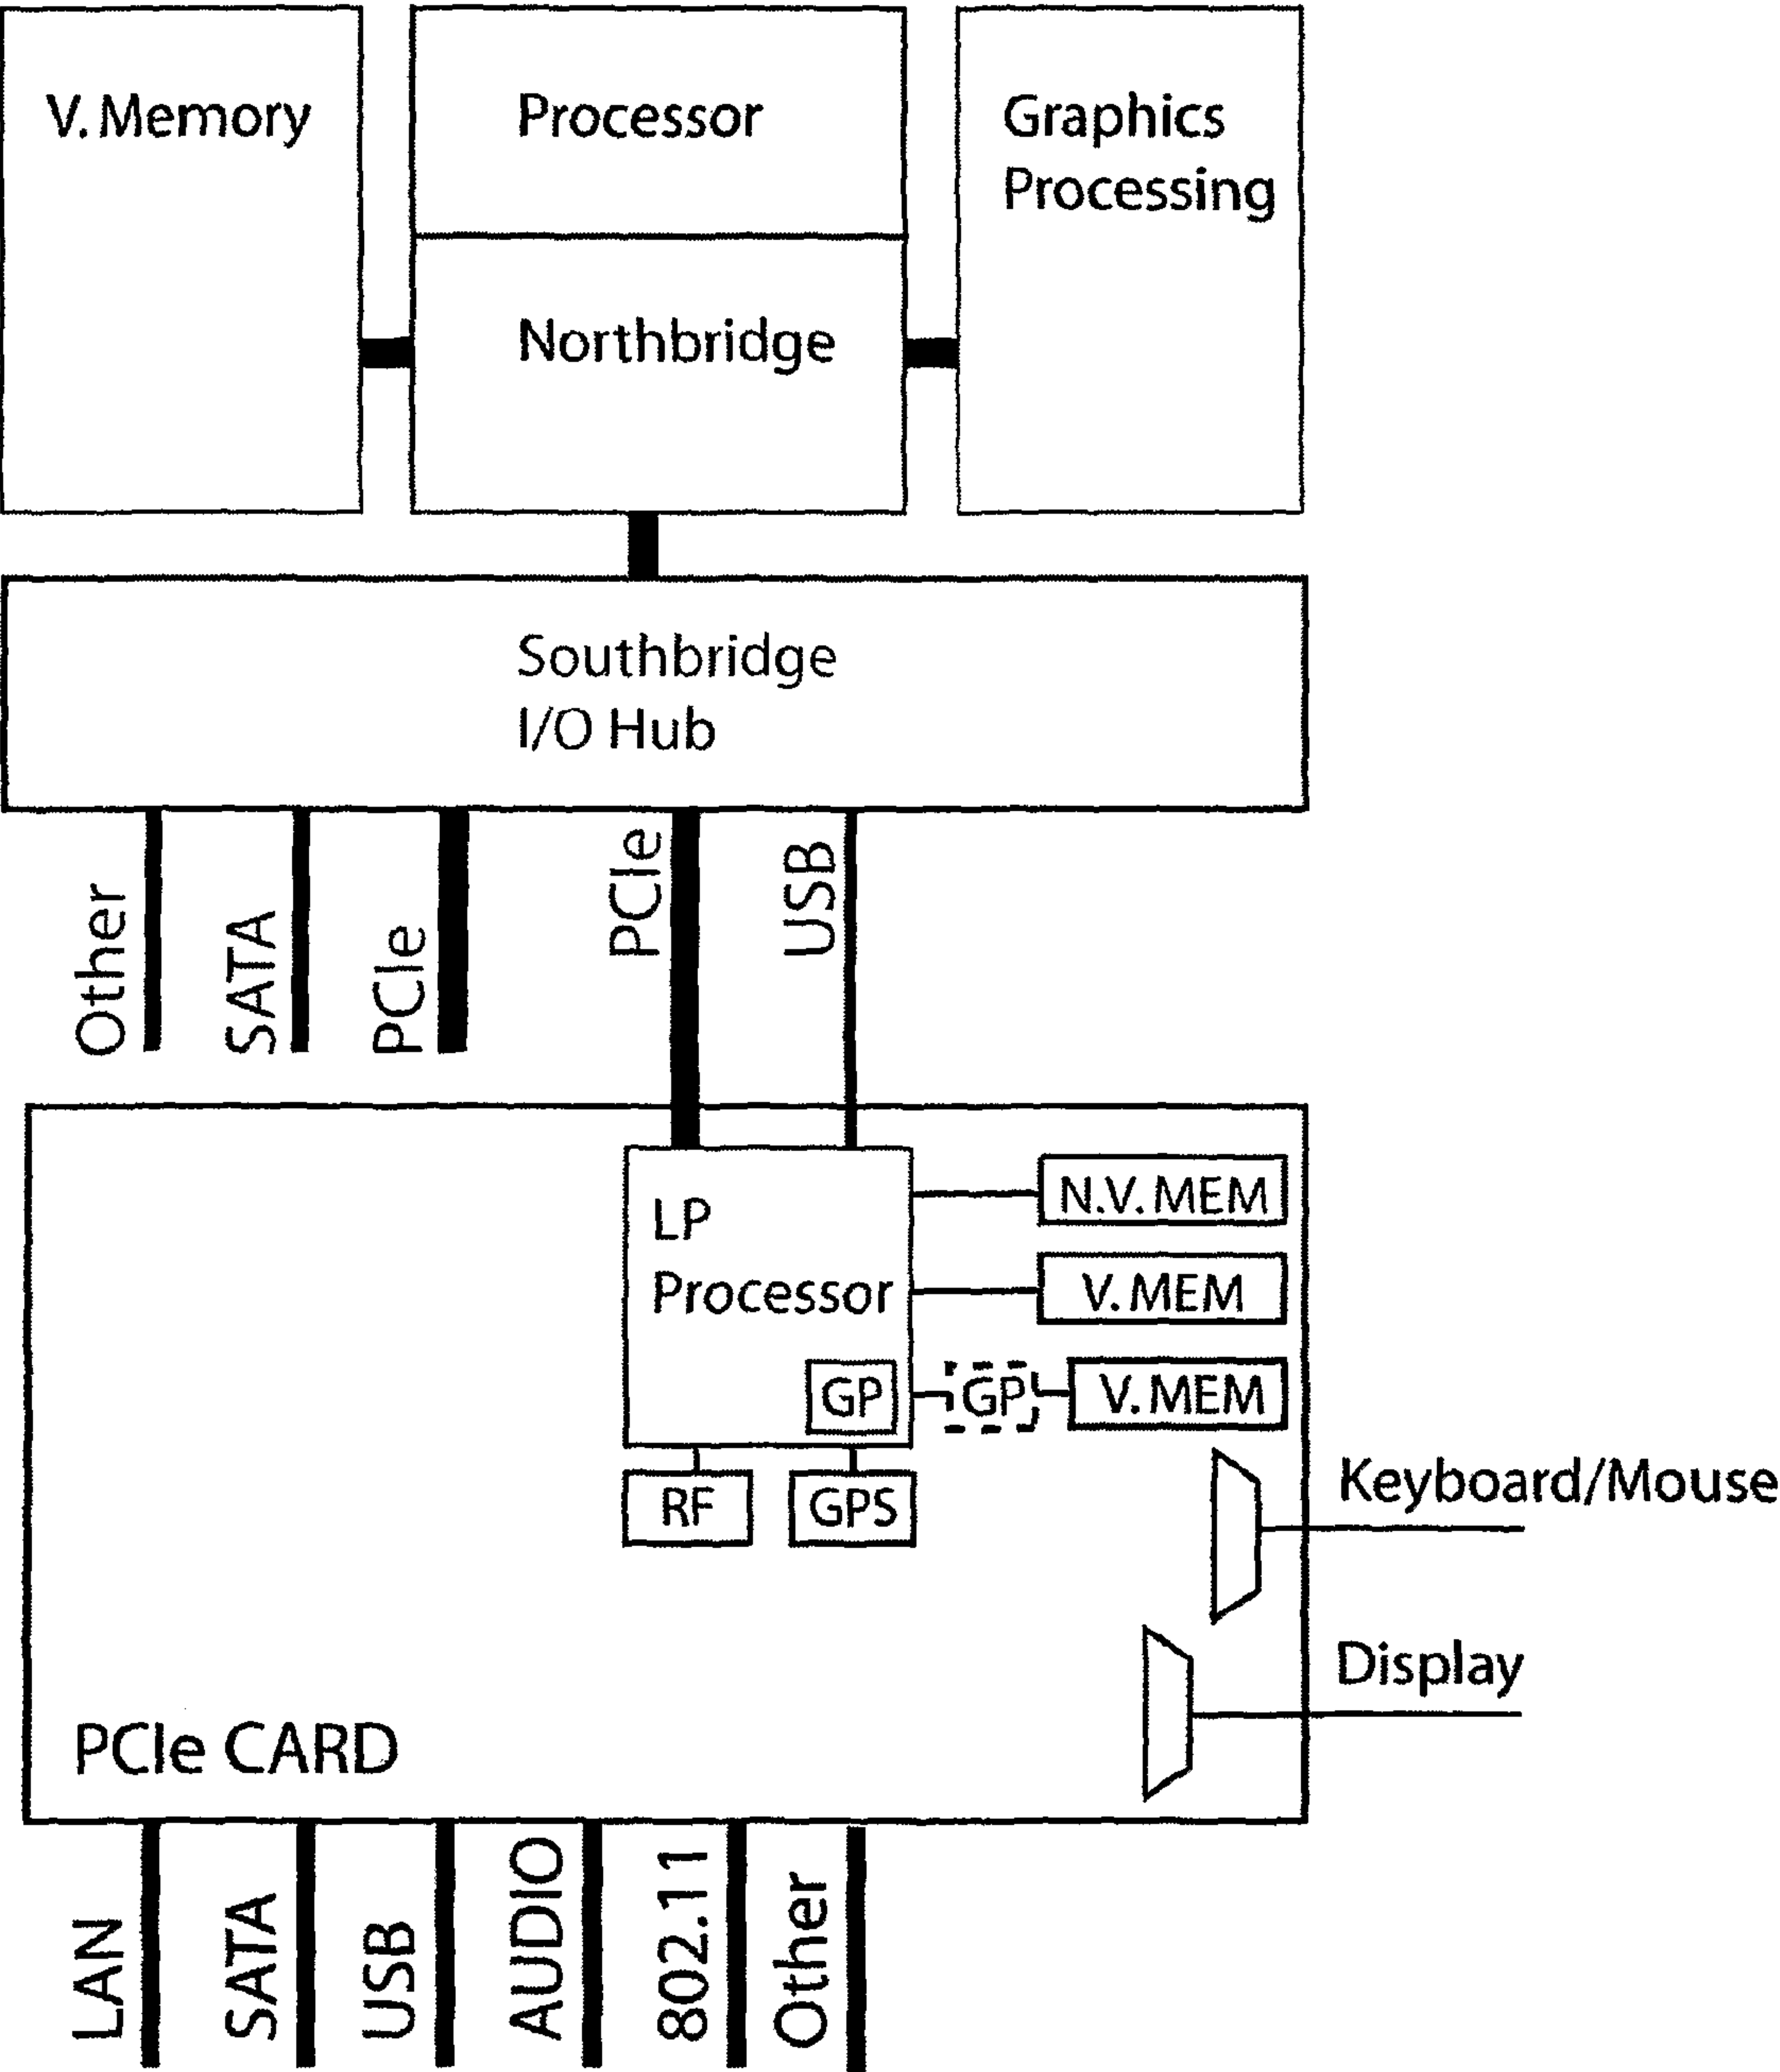 V. Memory
Processor
Graphics
Processing
Northbridge
Southbridge
I/O Hub
Other
SATA
PCIe
PCIe
USB
LP
Processor
N.V. MEM
V. MEM
GP
GP
V. MEM
RF
GPS
Keyboard/Mouse
Display
PCIe CARD
LAN
SATA
USB
AUDIO
802.11
Other